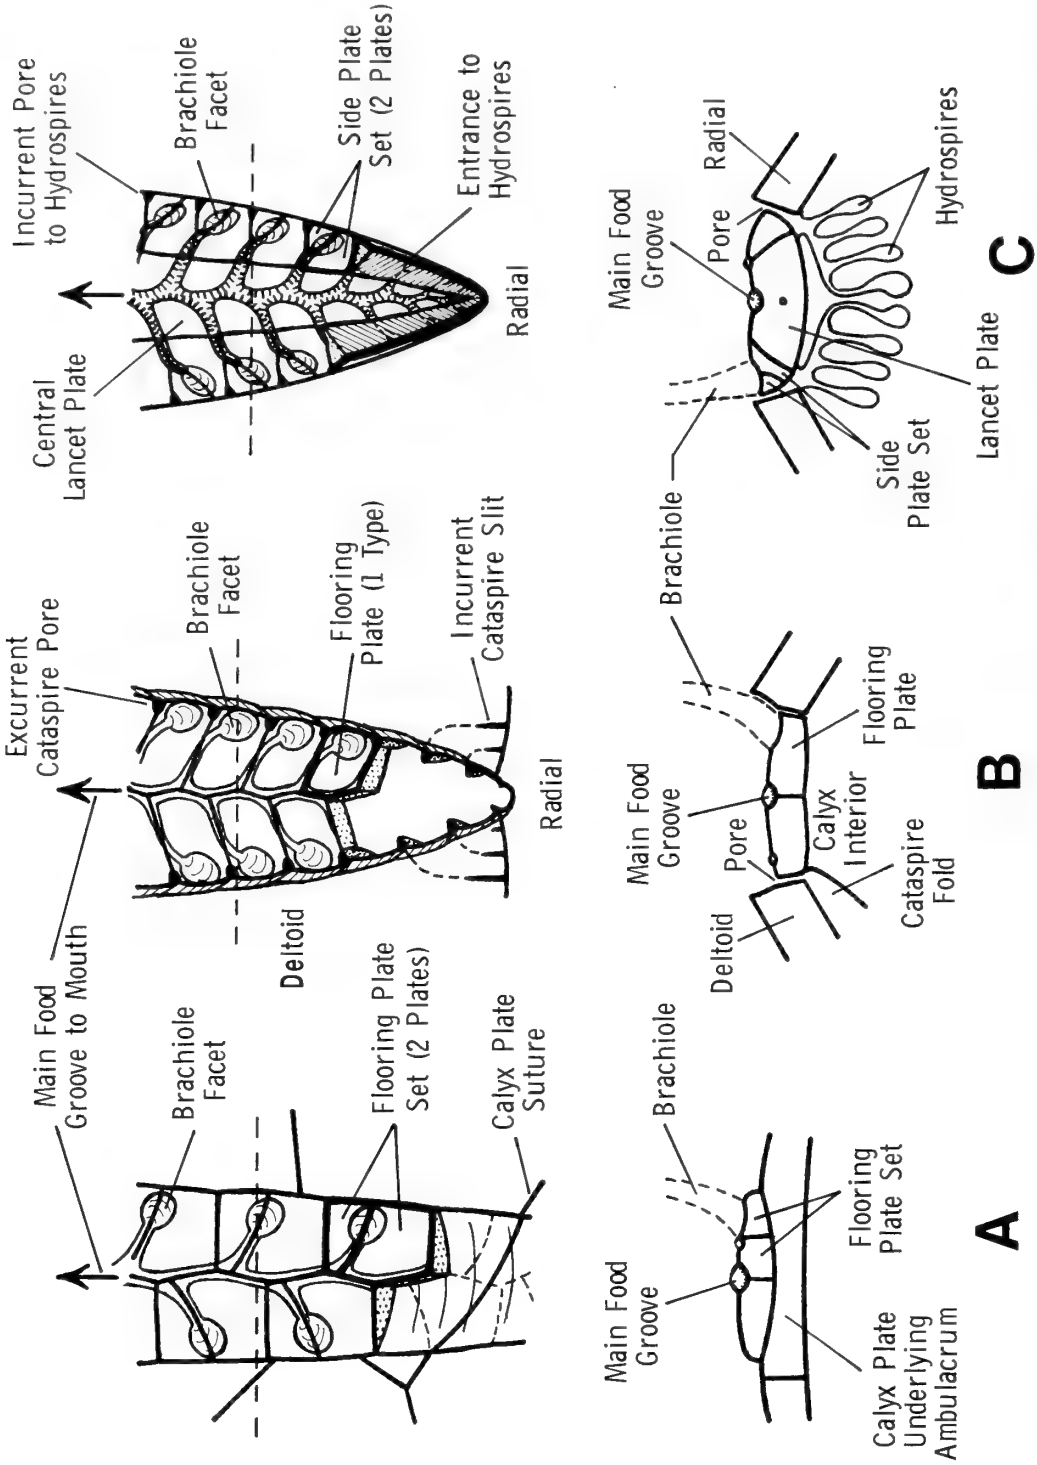 Main Food
Groove to Mouth
Brachiole
Facet
Flooring Plate
Set (2 Plates)
Calyx Plate
Suture
Excurrent
Cataspire Pore
Brachiole
Facet
Flooring
Plate (1 Type)
Incurrent
Cataspire Slit
Deltoid
Radial
Central
Lancet Plate
Incurrent Pore
to Hydrospires
Brachiole
Facet
Side Plate
Set (2 Plates)
Entrance to
Hydrospires
Radial
Main Food
Groove
Brachiole
Flooring
Plate Set
Calyx Plate
Underlying
Ambulacrum
A
Deltoid
Pore
Main Food
Groove
Brachiole
Calyx
Interior
Cataspire
Fold
Flooring
Plate
B
Main Food
Groove
Pore
Radial
Side
Plate Set
Lancet Plate
Hydrospires
C